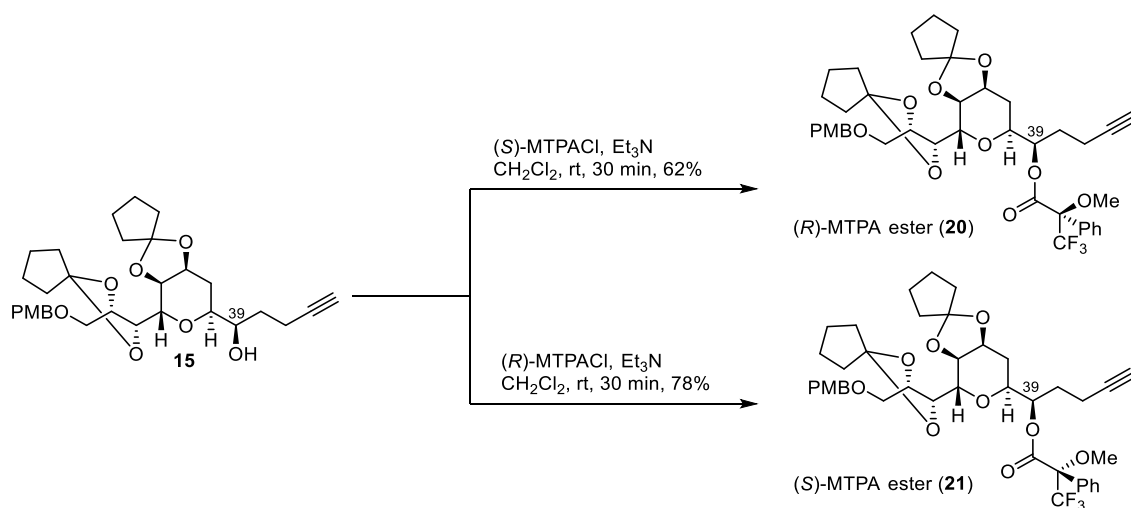 O
O
O
O
PMBO
H
O
H
39
O
O
OMe
Ph
CF3
(R)-MTPA ester (20)
(S)-MTPACl, Et3N
CH2Cl2, rt, 30 min, 62%
O
O
O
O
PMBO
H
O
H
39
OH
15
(R)-MTPACl, Et3N
CH2Cl2, rt, 30 min, 78%
O
O
O
O
PMBO
H
O
H
39
O
O
OMe
Ph
CF3
(S)-MTPA ester (21)